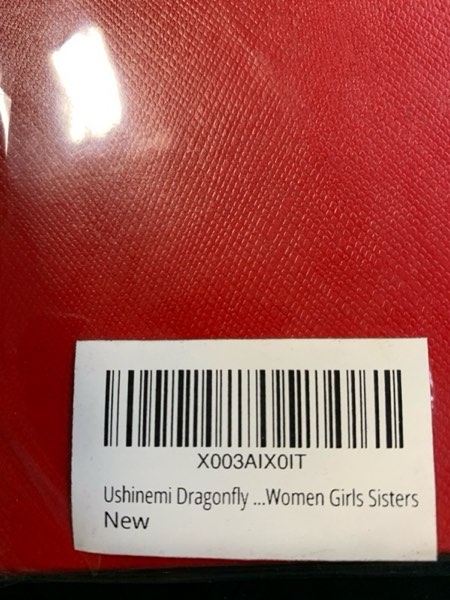 X003AIX0IT
Ushinemi Dragonfly ...Women Girls Sisters
New